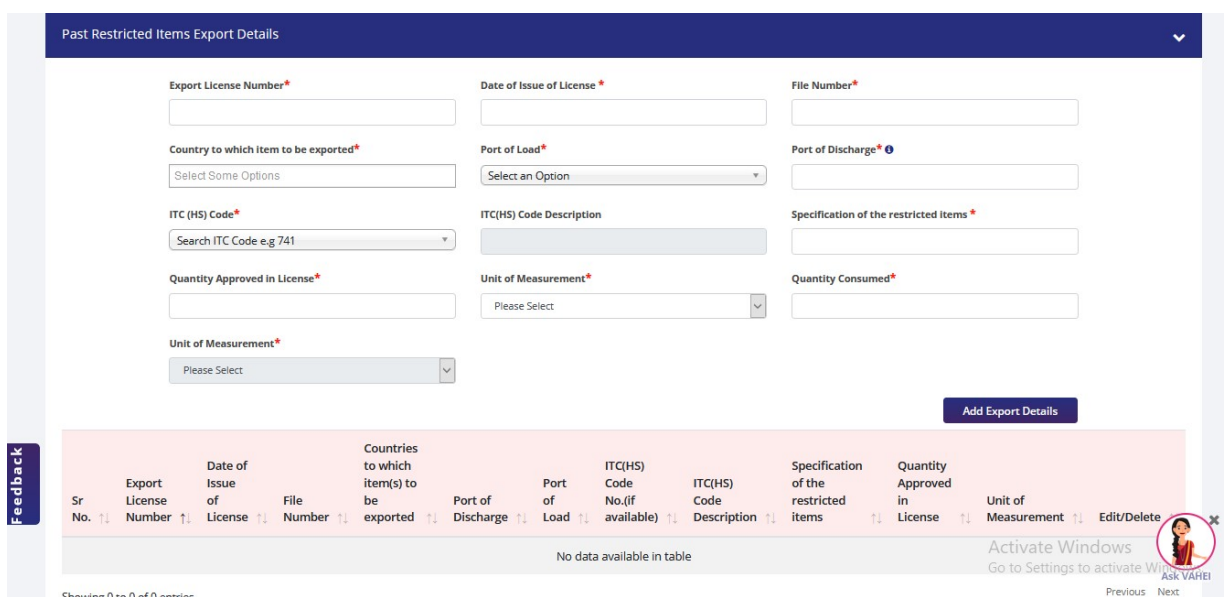 Past Restricted Items Export Details
Export License Number*
Date of Issue of License *
File Number*
Country to which item to be exported*
Port of Load*
Port of Discharge*
Select Some Options
Select an Option
ITC (HS) Code*
ITC(HS) Code Description
Specification of the restricted items *
Search ITC Code e.g 741
Quantity Approved in License*
Unit of Measurement*
Quantity Consumed*
Please Select
Unit of Measurement*
Please Select
Add Export Details
Feedback
Sr No.
Export License Number
Date of Issue of License
File Number
Countries to which item(s) to be exported
Port of Discharge
Port of Load
ITC(HS) Code No.(if available)
ITC(HS) Code Description
Specification of the restricted items
Quantity Approved in License
Unit of Measurement
Edit/Delete
No data available in table
Activate Windows
Go to Settings to activate
Ask VAHEI
Showing 0 to 0 of 0 entries
Previous Next